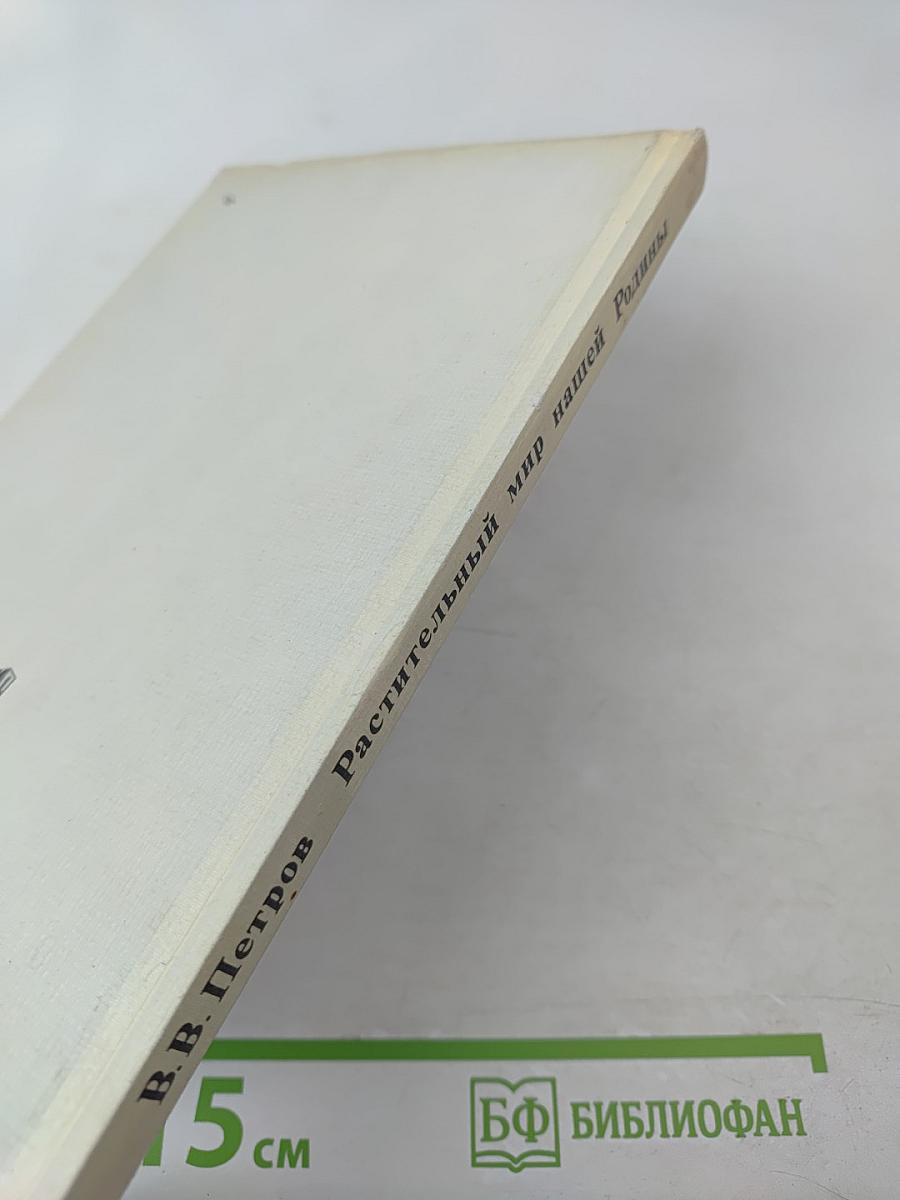 В. В. Петров Растительный мир нашей Родины
15 см
БФ БИБЛИОФАН